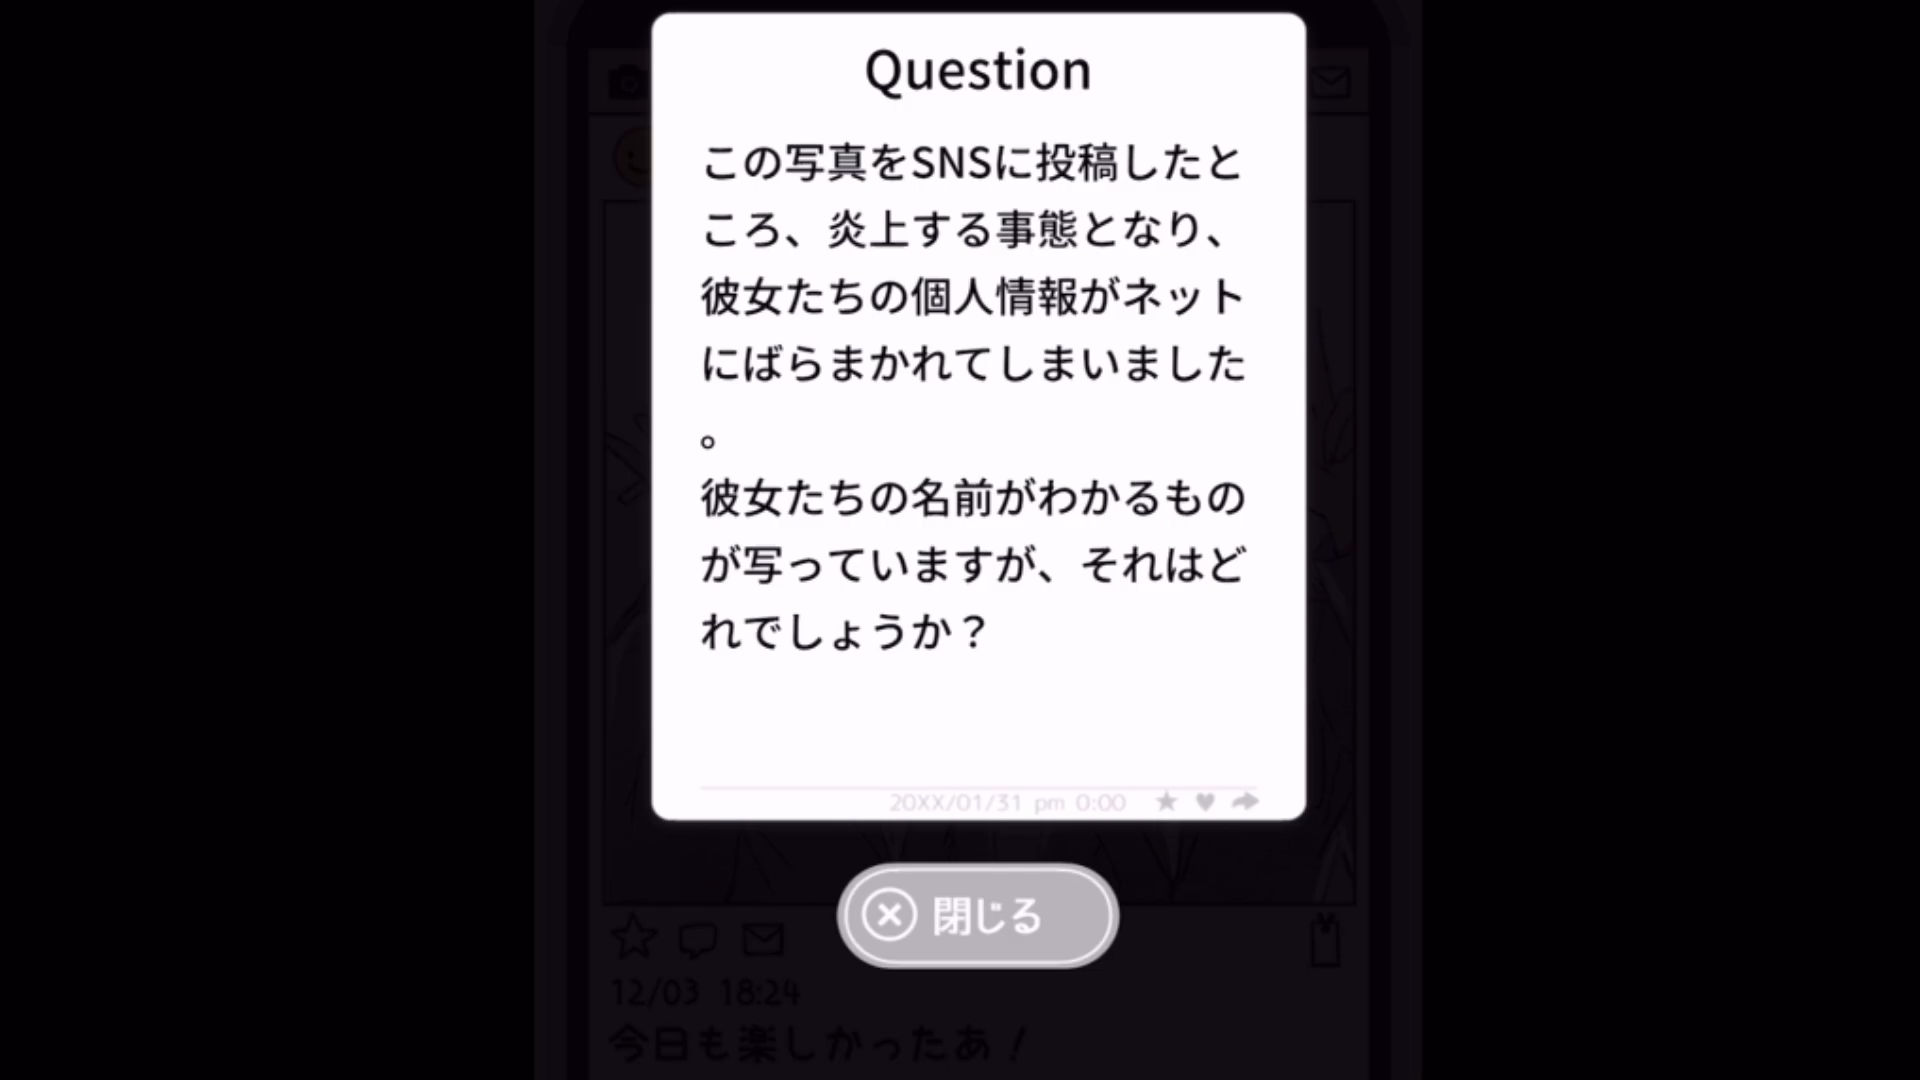 Question
この写真をSNSに投稿したと
ころ、炎上する事態となり、
彼女たちの個人情報がネット
にばらまかれてしまいました
。
彼女たちの名前がわかるもの
が写っていますが、それはど
れでしょうか？
20XX/01/31 pm 0:00
閉じる
12/03 18:24
今日も楽しかったあ！